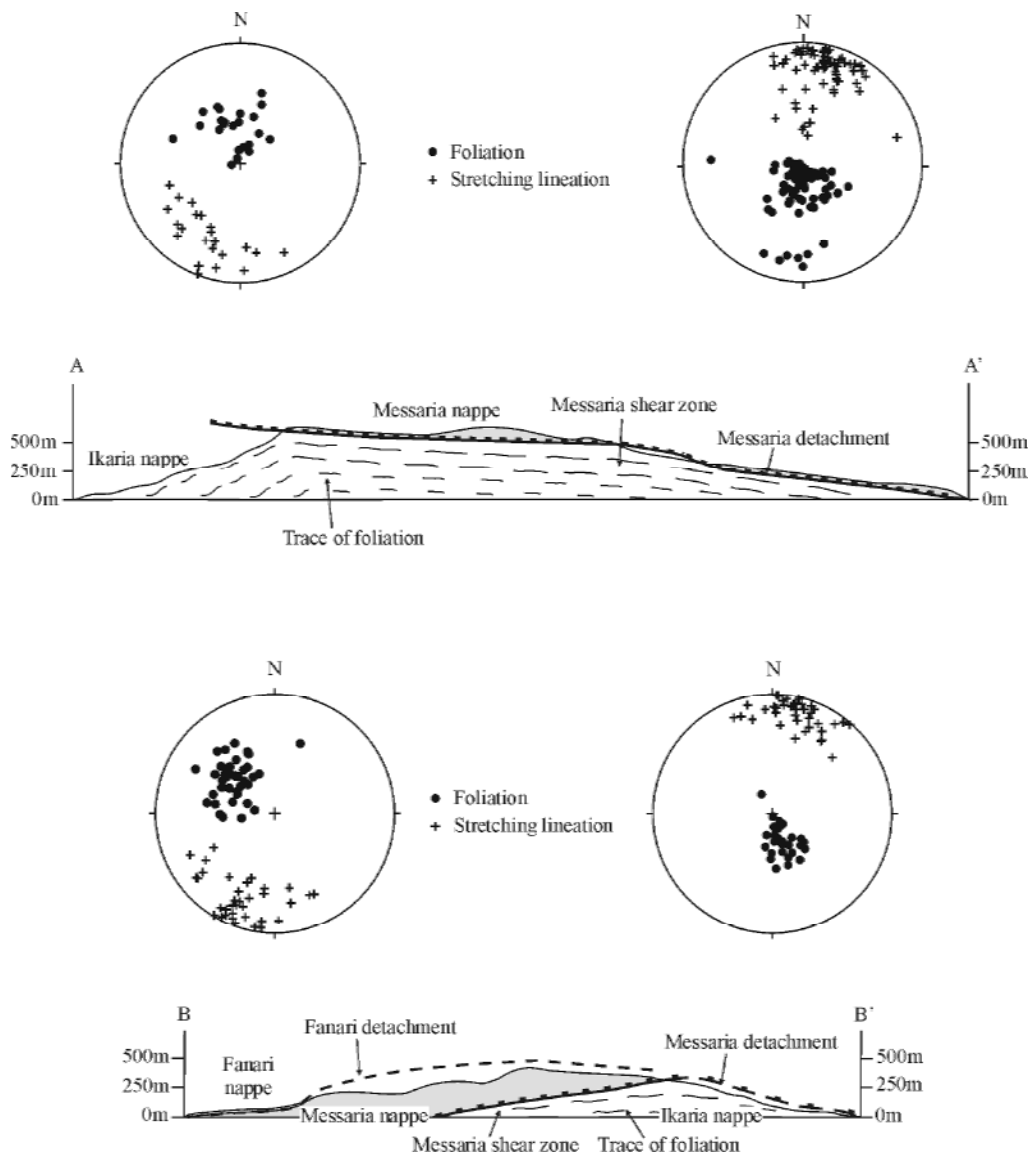 N
N
Foliation
Stretching lineation
A
A'
Messaria nappe
Messaria shear zone
Messaria detachment
500m
250m
0m
Ikaria nappe
500m
250m
0m
Trace of foliation
N
N
Foliation
Stretching lineation
B
B'
Fanari detachment
Messaria detachment
500m
250m
0m
Fanari
nappe
500m
250m
0m
Messaria nappe
Ikaria nappe
Messaria shear zone
Trace of foliation